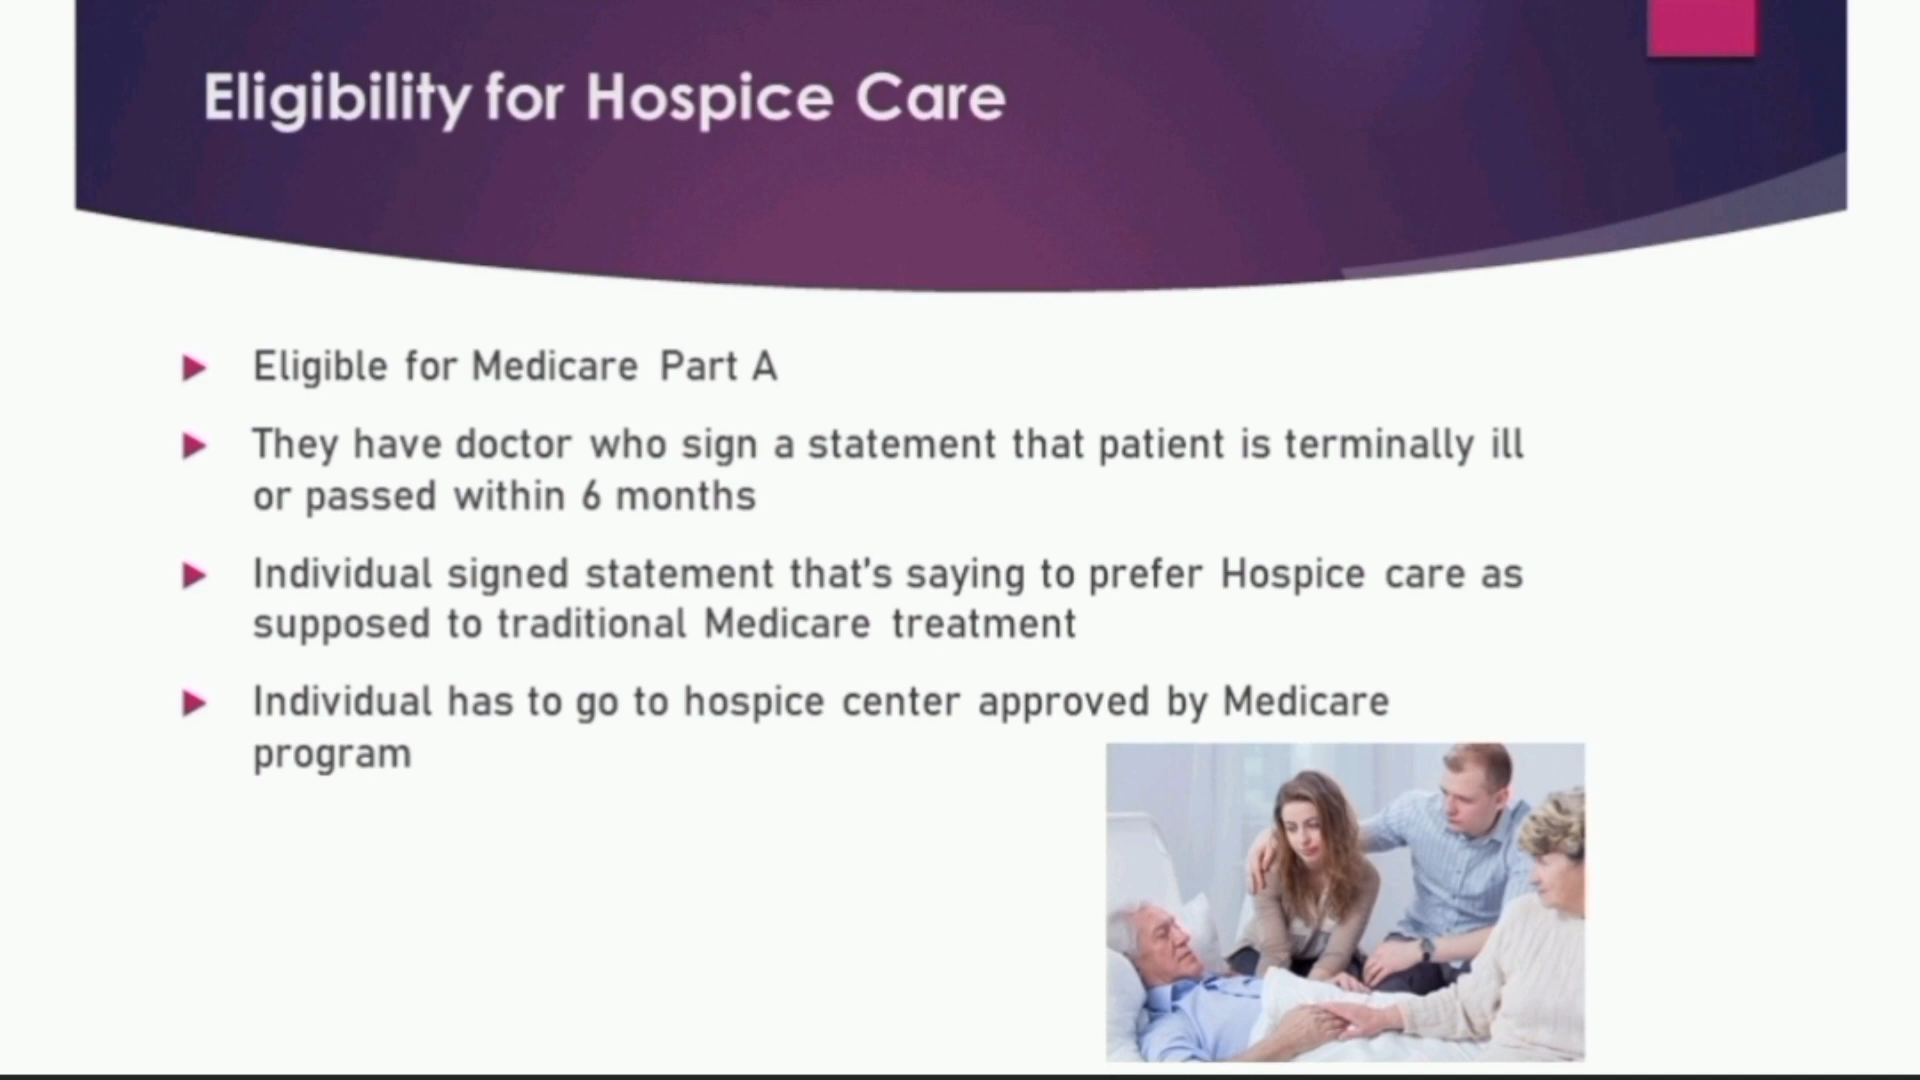 Eligibility for Hospice Care
Eligible for Medicare Part A
They have doctor who sign a statement that patient is terminally ill
or passed within 6 months
Individual signed statement that's saying to prefer Hospice care as
supposed to traditional Medicare treatment
Individual has to go to hospice center approved by Medicare
program